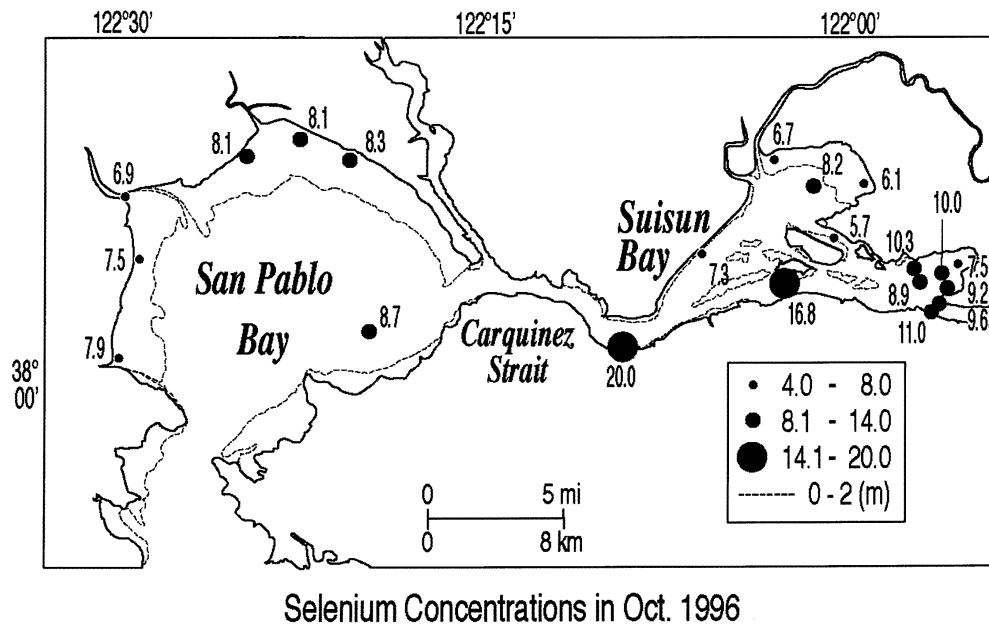 122°30'
122°15'
122°00'
8.1
8.1
8.3
6.9
7.5
7.9
San Pablo
Bay
8.7
38°
00'
Carquinez
Strait
20.0
Suisun
Bay
6.7
8.2
6.1
7.3
5.7
16.8
10.0
10.3
7.5
8.9
9.2
11.0
9.6
4.0 - 8.0
8.1 - 14.0
14.1 - 20.0
0 - 2 (m)
0 5 mi
0 8 km
Selenium Concentrations in Oct. 1996